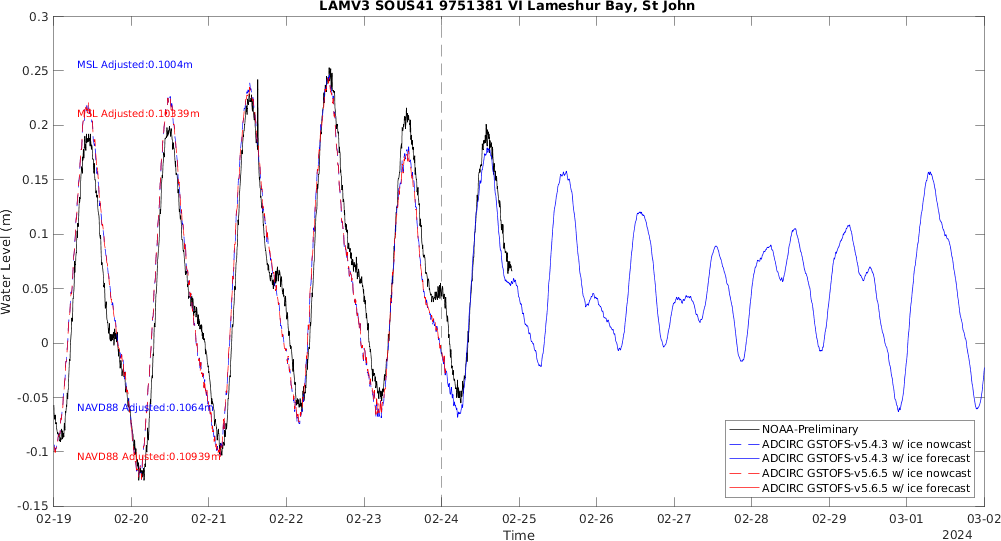 LAMV3 SOUS41 9751381 VI Lameshur Bay, St John
0.3
0.25
0.2
0.15
0.1
0.05
0
-0.05
-0.1
-0.15
Water Level (m)
MSL Adjusted:0.1004m
MSL Adjusted:0.10339m
NAVD88 Adjusted:0.1064m
NAVD88 Adjusted:0.10939m
NOAA-Preliminary
ADCIRC GSTOFS-v5.4.3 w/ ice nowcast
ADCIRC GSTOFS-v5.4.3 w/ ice forecast
ADCIRC GSTOFS-v5.6.5 w/ ice nowcast
ADCIRC GSTOFS-v5.6.5 w/ ice forecast
02-19 02-20 02-21 02-22 02-23 02-24 02-25 02-26 02-27 02-28 02-29 03-01 03-02
Time
2024